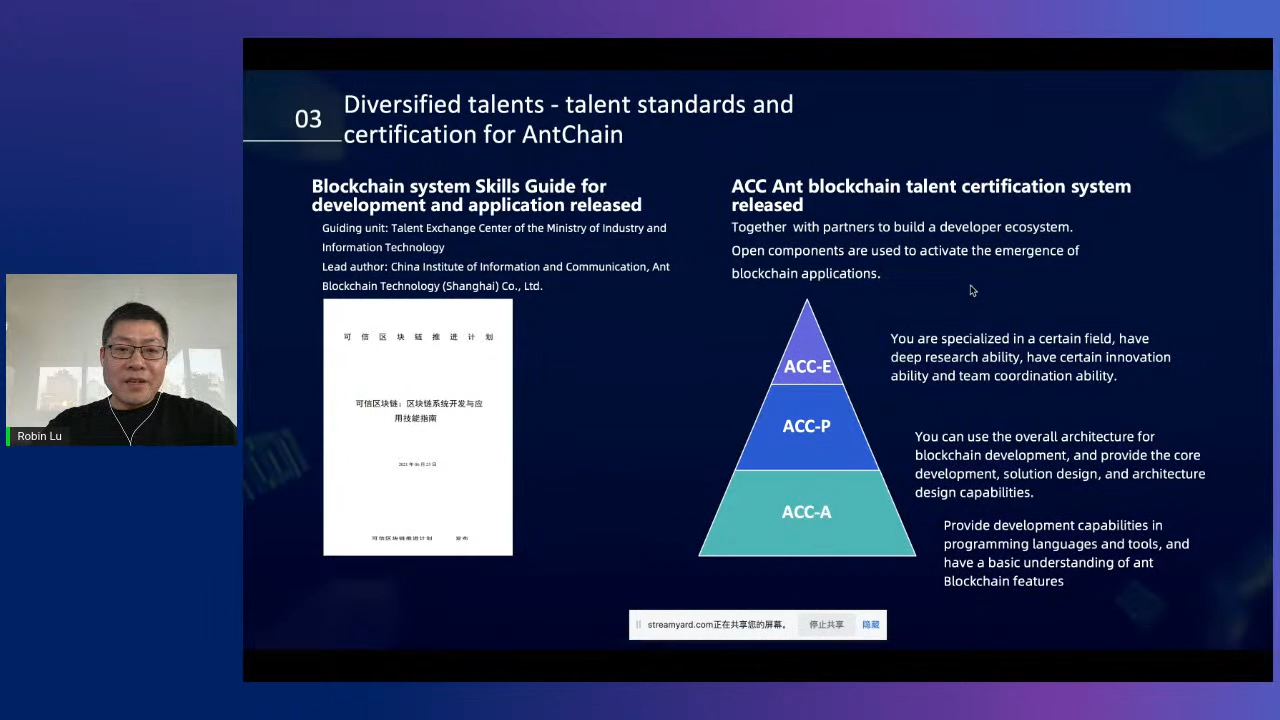 03
Diversified talents - talent standards and
certification for AntChain
Blockchain system Skills Guide for
development and application released
Guiding unit: Talent Exchange Center of the Ministry of Industry and
Information Technology
Lead author: China Institute of Information and Communication, Ant
Blockchain Technology (Shanghai) Co., Ltd.
可 信 区 块 链 推 进 计 划
可信区块链：区块链系统开发与应
用技能指南
可信区块链推进计划 发布
ACC Ant blockchain talent certification system
released
Together with partners to build a developer ecosystem.
Open components are used to activate the emergence of
blockchain applications.
ACC-E
You are specialized in a certain field, have
deep research ability, have certain innovation
ability and team coordination ability.
ACC-P
You can use the overall architecture for
blockchain development, and provide the core
development, solution design, and architecture
design capabilities.
ACC-A
Provide development capabilities in
programming languages and tools, and
have a basic understanding of ant
Blockchain features
Robin Lu
streamyard.com正在共享您的屏幕。 停止共享 隐藏